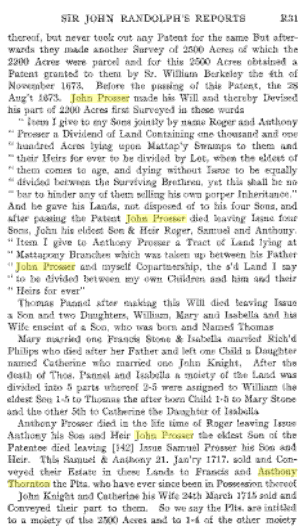 SIR JOHN RANDOLPH'S REPORTS R31
thereof, but never took out any Patent for the same But after-
wards they made another Survey of 2500 Acres of which the
2200 Acres were parcel and for this 2500 Acres obtained a
Patent granted to them by Sr. William Berkeley the 4th of
November 1673. Before the passing of this Patent, the 28
Aug't 1673. John Prosser made his Will and thereby Devised
his part of 2200 Acres first Surveyed in these words
" Item I give to my Sons jointly by name Roger and Anthony
" Prosser a Dividend of Land Containing one thousand and one
" hundred Acres lying upon Mattap'y Swamps to them and
" their Heirs for ever to be divided by Lot, when the eldest of
" them comes to age, and dying without Issue to be equally
" divided between the Surviving Brethren, yet this shall be no
" bar to hinder any of them selling his own porper Inheritance."
And he gave his Lands, not disposed of to his four Sons, and
after passing the Patent John Prosser died leaving Issue four
Sons, John his eldest Son & Heir Roger, Samuel and Anthony.
" Item I give to Anthony Prosser a Tract of Land lying at
" Mattapony Branches which was taken up between his Father
" John Prosser and myself Copartnership, the s'd Land I say
" to be divided between my own Children and him and their
" Heirs for ever
Thomas Pannel after making this Will died leaving Issue
a Son and two Daughters, William, Mary and Isabella and his
Wife enseint of a Son, who was born and Named Thomas
Mary married one Francis Stone & Isabella married Rich'd
Philips who died after her Father and left one Child a Daughter
named Catherine who married one John Knight. After the
death of Thos. Pannel and Isabella a moiety of the Land was
divided into 5 parts whereof 2-5 were assigned to William the
eldest Son 1-5 to Thomas the after born Child 1-5 to Mary Stone
and the other 5th to Catherine the Daughter of Isabella
Anthony Prosser died in the life time of Roger leaving Issue
Anthony his Son and Heir John Prosser the eldest Son of the
Patentee died leaving [142] Issue Samuel Prosser his Son and
Heir. This Samuel & Anthony 21. Jan'ry 1717. sold and Con-
veyed their Estate in these Lands to Francis and Anthony
Thornton the Plts. who have ever since been in Possession thereof
John Knight and Catherine his Wife 24th March 1715 sold and
Conveyed their part to them. So we say the Plts. are intitled
to a moiety of the 2500 Acres and to 1-4 of the other moiety